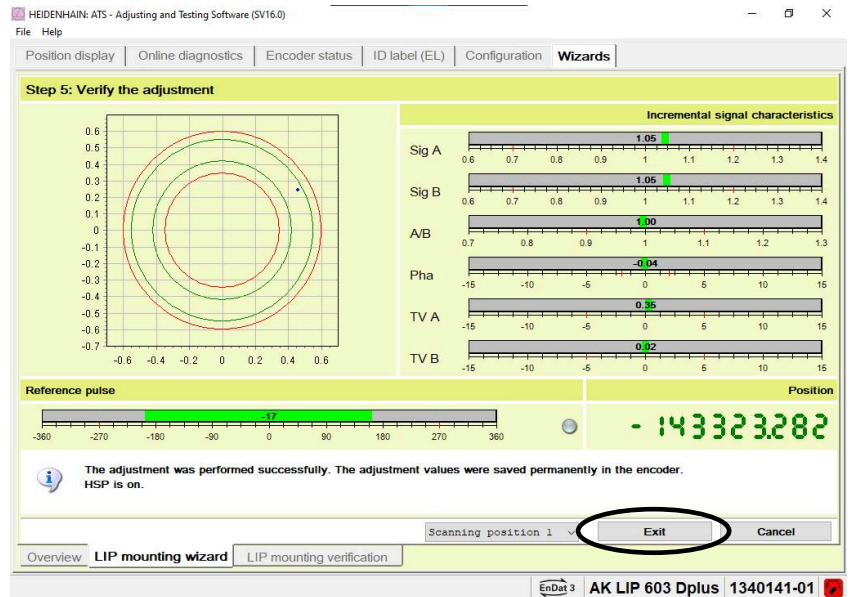 HEIDENHAIN: ATS - Adjusting and Testing Software (SV16.0)
File Help
Position display Online diagnostics Encoder status ID label (EL) Configuration Wizards
Step 5: Verify the adjustment
Incremental signal characteristics
0.6
0.5
0.4
0.3
0.2
0.1
0
-0.1
-0.2
-0.3
-0.4
-0.5
-0.6
-0.7
-0.6 -0.4 -0.2 0 0.2 0.4 0.6
Sig A
1.05
0.6 0.7 0.8 0.9 1 1.1 1.2 1.3 1.4
Sig B
1.05
0.6 0.7 0.8 0.9 1 1.1 1.2 1.3 1.4
A/B
1.00
0.7 0.8 0.9 1 1.1 1.2 1.3
Pha
-0.04
-15 -10 -5 0 5 10 15
TV A
0.35
-15 -10 -5 0 5 10 15
TV B
0.02
-15 -10 -5 0 5 10 15
Reference pulse
Position
-17
-360 -270 -180 -90 0 90 180 270 360
- 143323.282
The adjustment was performed successfully. The adjustment values were saved permanently in the encoder.
HSP is on.
Scanning position 1 Exit Cancel
Overview LIP mounting wizard LIP mounting verification
EnDat 3 AK LIP 603 Dplus 1340141-01